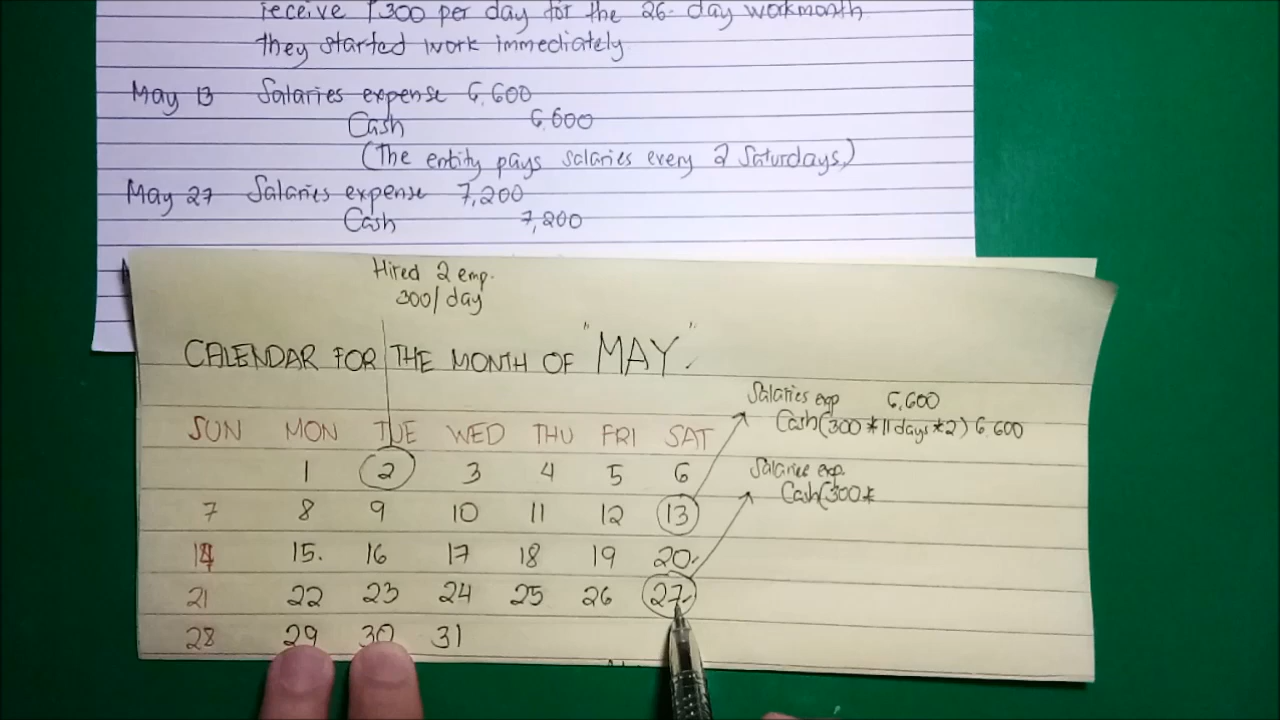 receive ₱300 per day for the 26-day workmonth
They started work immediately
May 13 Salaries expense 6,600
Cash 6,600
(The entity pays salaries every 2 Saturdays)
May 27 Salaries expense 7,200
Cash 7,200
Hired 2 emp.
300/day
CALENDAR FOR THE MONTH OF "MAY".
Salaries exp 6,600
Cash(300*11days*2) 6,600
SUN MON TUE WED THU FRI SAT
1 2 3 4 5 6
Salaries exp.
Cash(300*
7 8 9 10 11 12 13
14 15. 16 17 18 19 20
21 22 23 24 25 26 27
28 29 30 31